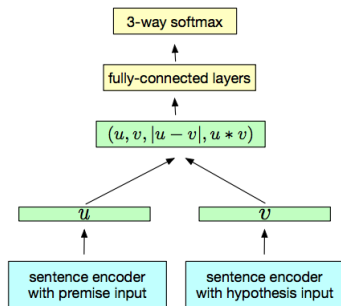 3-way softmax
fully-connected layers
(u, v, |u − v|, u * v)
u
v
sentence encoder
with premise input
sentence encoder
with hypothesis input